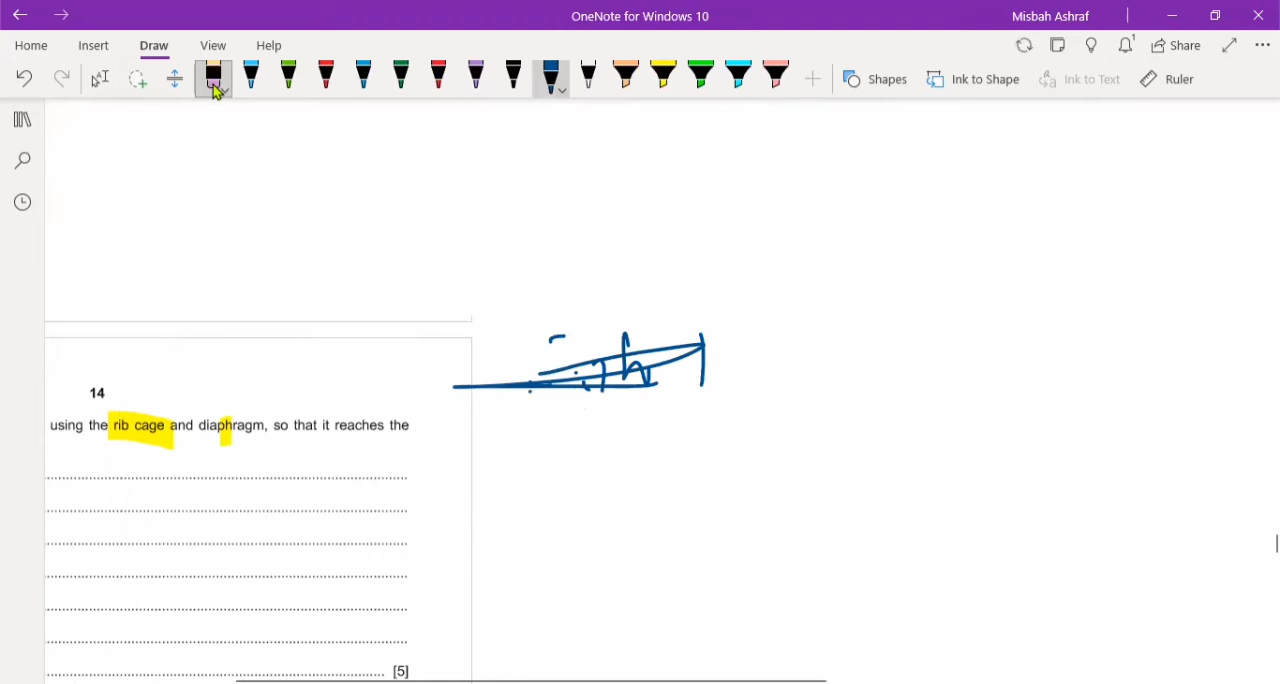 OneNote for Windows 10
Misbah Ashraf
Home Insert Draw View Help
Share
Shapes Ink to Shape Ink to Text Ruler
14
using the rib cage and diaphragm, so that it reaches the
[5]